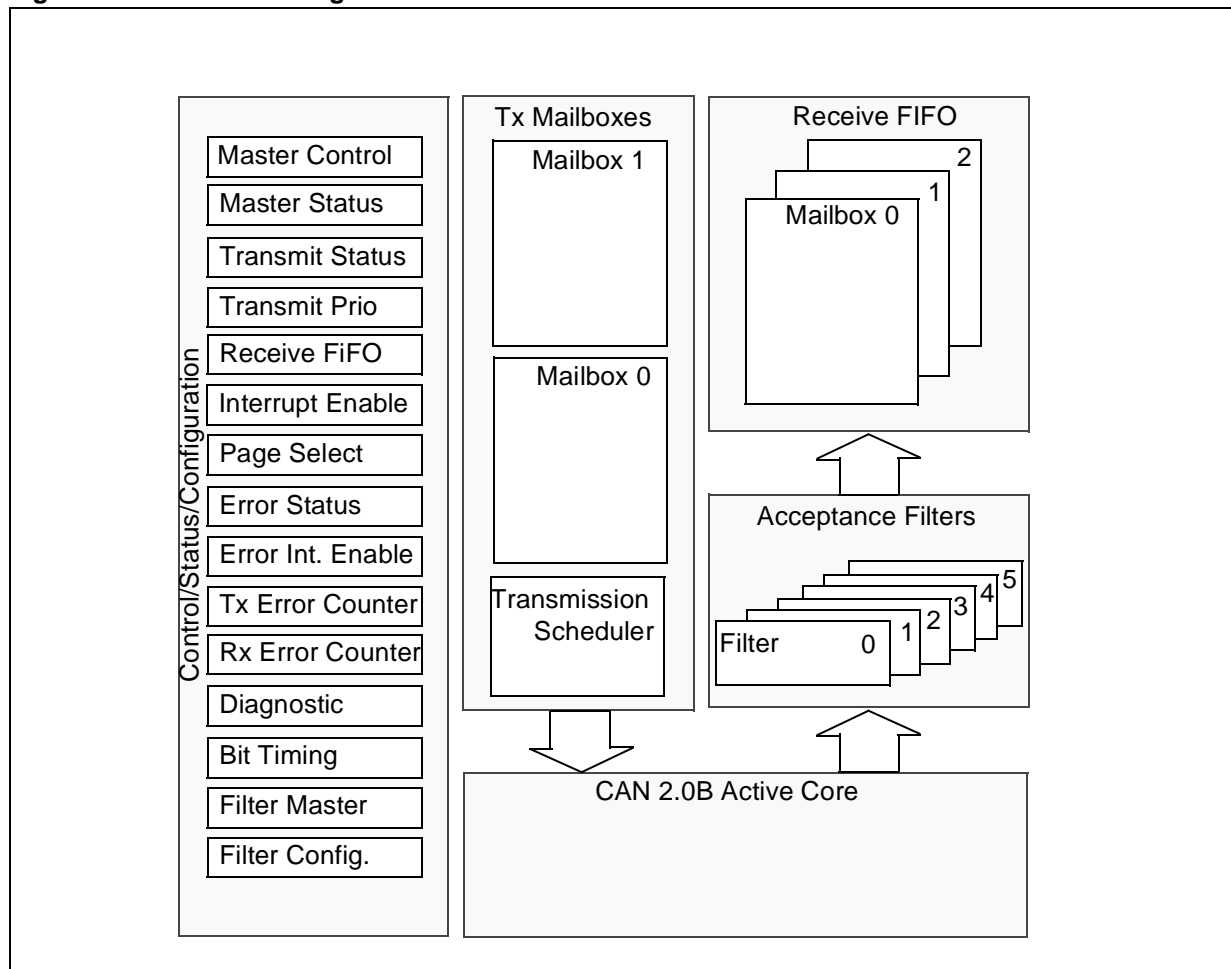 Control/Status/Configuration
Master Control
Master Status
Transmit Status
Transmit Prio
Receive FiFO
Interrupt Enable
Page Select
Error Status
Error Int. Enable
Tx Error Counter
Rx Error Counter
Diagnostic
Bit Timing
Filter Master
Filter Config.
Tx Mailboxes
Mailbox 1
Mailbox 0
Transmission
Scheduler
Receive FIFO
2
1
Mailbox 0
Acceptance Filters
5
4
3
2
1
Filter 0
CAN 2.0B Active Core